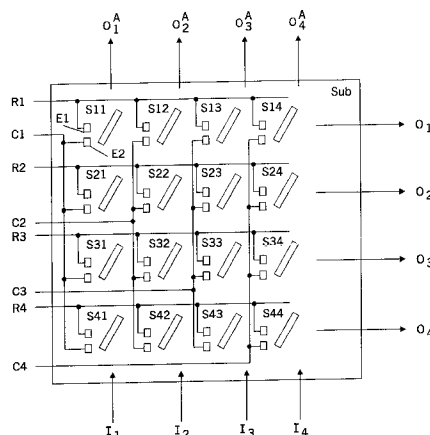 O₁ᴬ O₂ᴬ O₃ᴬ O₄ᴬ
Sub
R1 S11 S12 S13 S14
E1
C1 O₁
E2
R2 S21 S22 S23 S24
O₂
C2
R3 S31 S32 S33 S34
O₃
C3
R4 S41 S42 S43 S44
O₄
C4
I₁ I₂ I₃ I₄